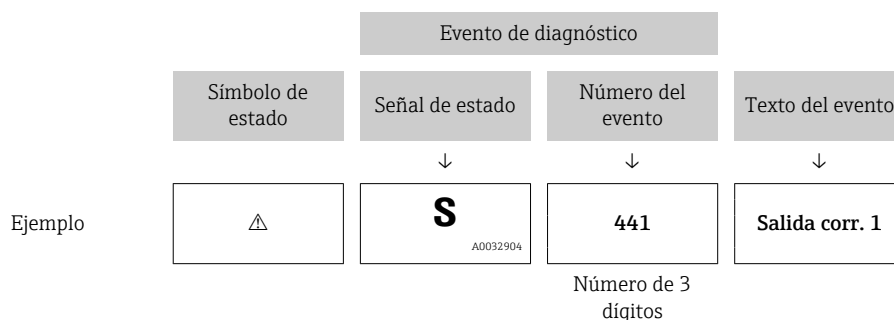 Evento de diagnóstico
Símbolo de
estado
Señal de estado
Número del
evento
Texto del evento
↓ ↓ ↓
Ejemplo
⚠
S
A0032904
441
Salida corr. 1
Número de 3
dígitos